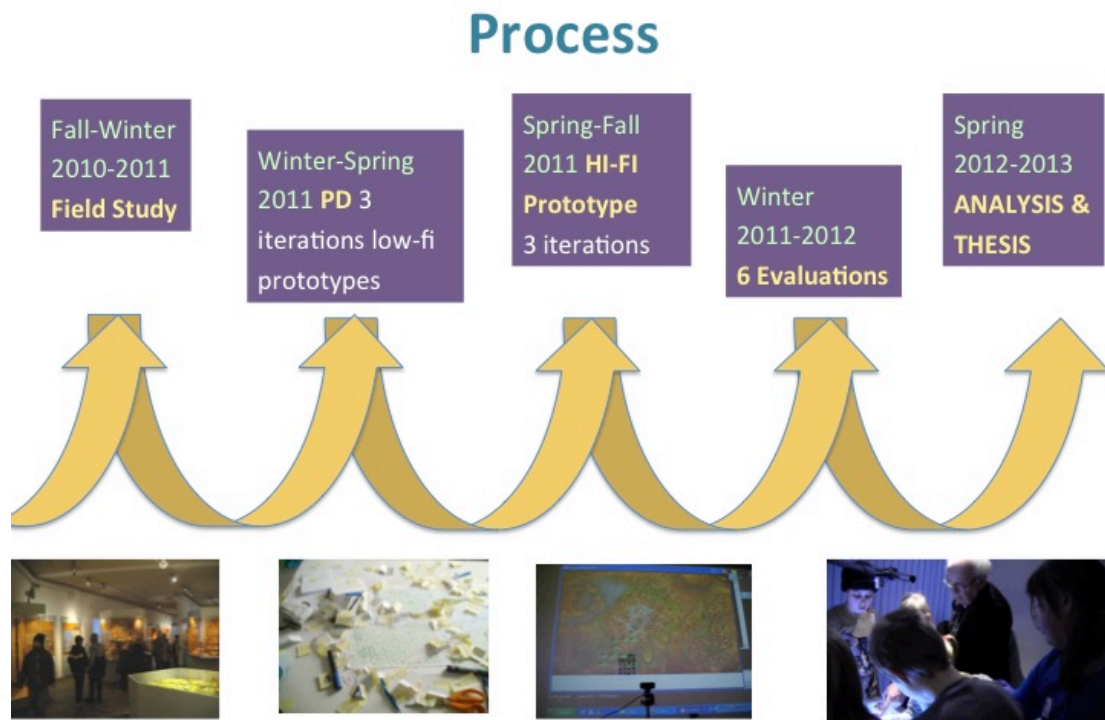 Process
Fall-Winter
2010-2011
Field Study
Winter-Spring
2011 PD 3
iterations low-fi
prototypes
Spring-Fall
2011 HI-FI
Prototype
3 iterations
Winter
2011-2012
6 Evaluations
Spring
2012-2013
ANALYSIS &
THESIS